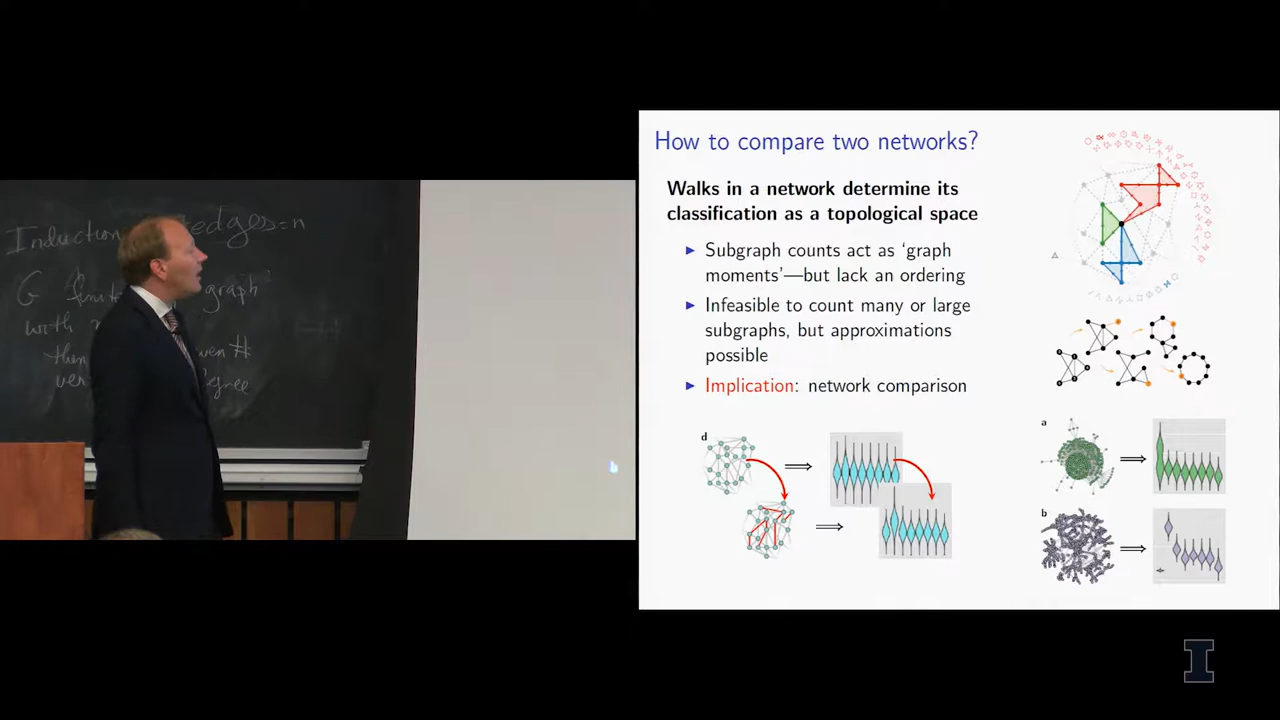 Induction edges = n
G finite graph
with
then even #
ver degree
How to compare two networks?
Walks in a network determine its
classification as a topological space
▶ Subgraph counts act as ‘graph
moments’—but lack an ordering
▶ Infeasible to count many or large
subgraphs, but approximations
possible
▶ Implication: network comparison
d
a
b
I